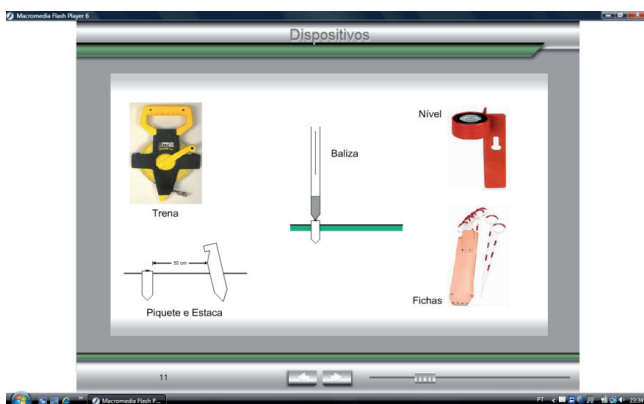 Macromedia Flash Player 6
Dispositivos
Trena
Baliza
Nível
50 cm
Piquete e Estaca
Fichas
11
Macromedia Flash P...
PT